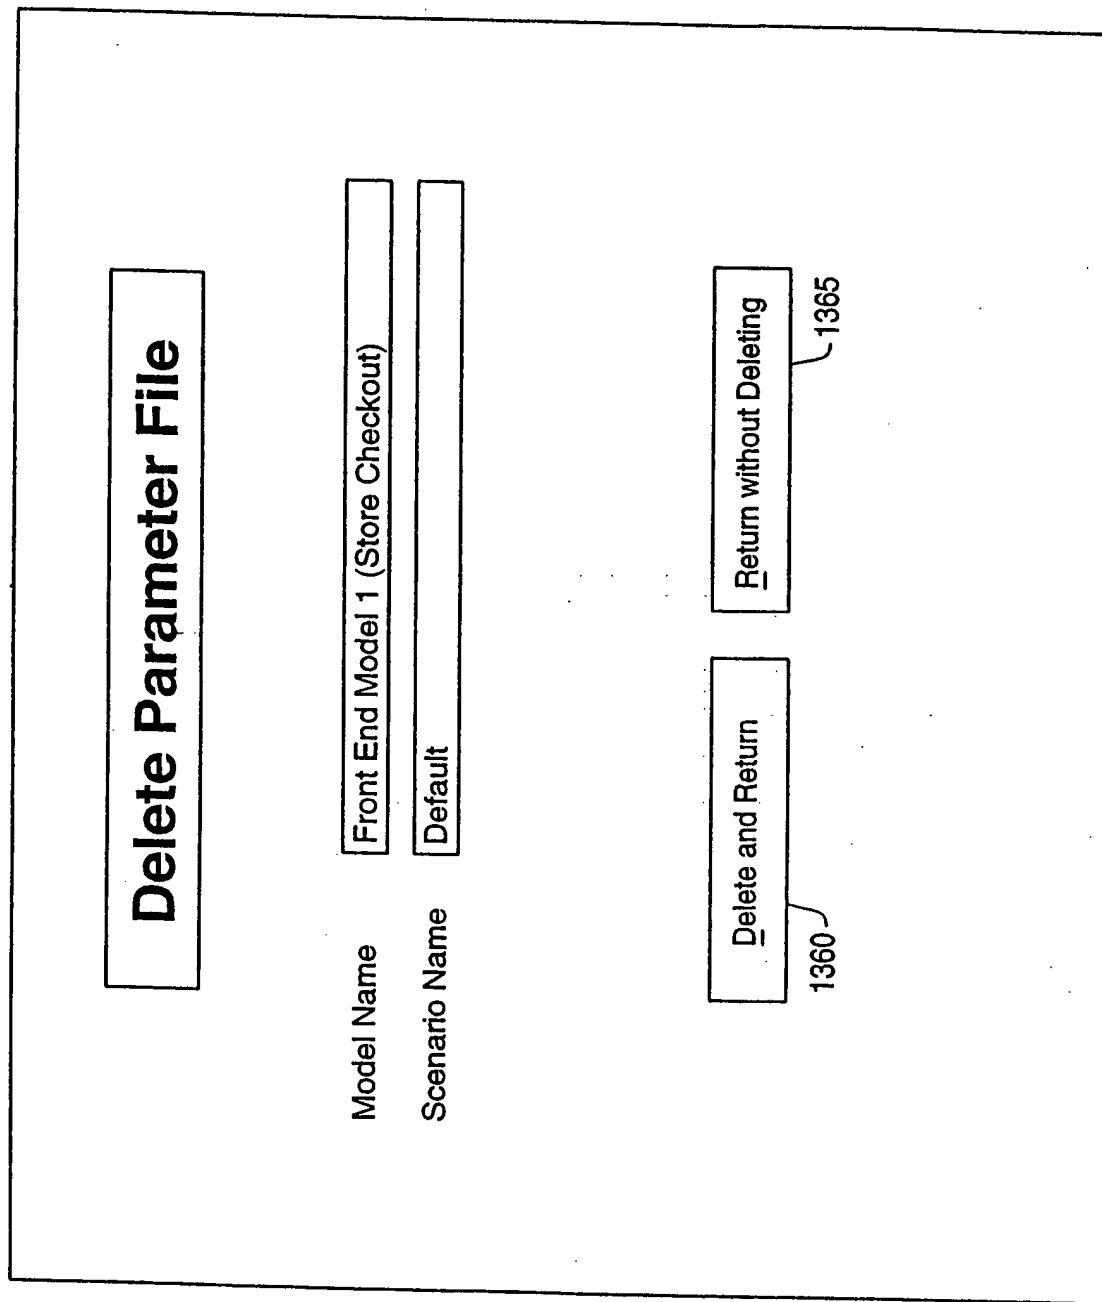 Delete Parameter File
Model Name Front End Model 1 (Store Checkout)
Scenario Name Default
Delete and Return Return without Deleting
1360 1365